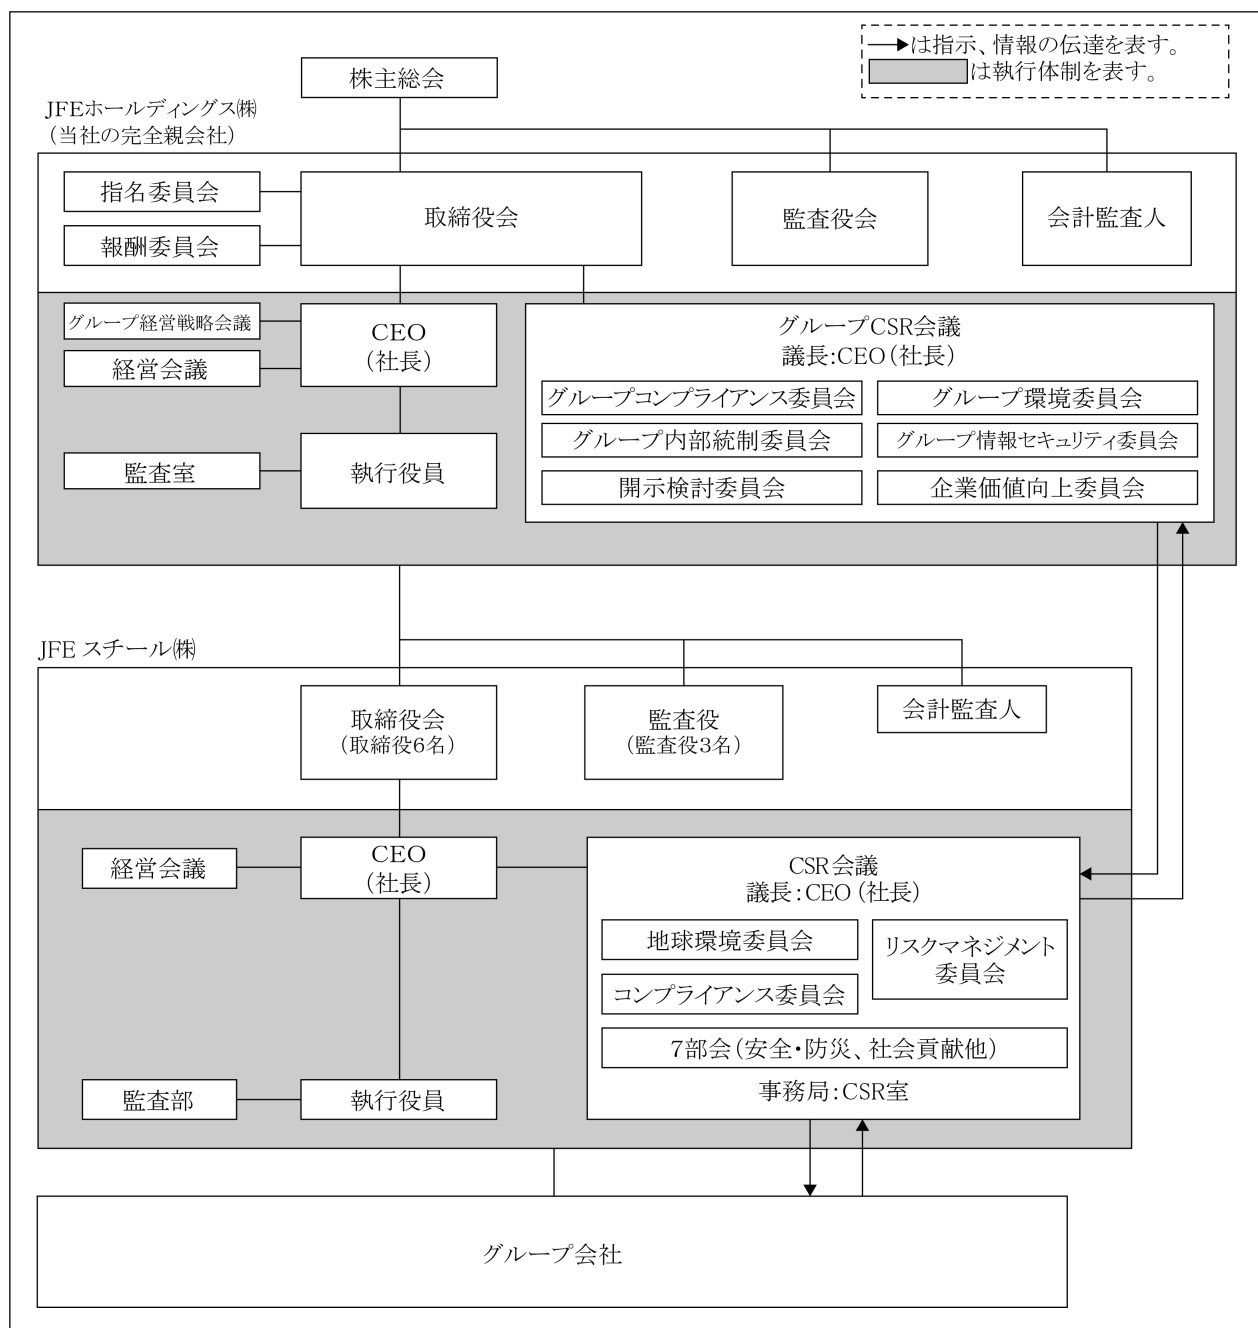 →は指示、情報の伝達を表す。
は執行体制を表す。
株主総会
JFEホールディングス㈱
（当社の完全親会社）
指名委員会
報酬委員会
取締役会
監査役会
会計監査人
グループ経営戦略会議
経営会議
CEO
（社長）
監査室
執行役員
グループCSR会議
議長:CEO（社長）
グループコンプライアンス委員会
グループ環境委員会
グループ内部統制委員会
グループ情報セキュリティ委員会
開示検討委員会
企業価値向上委員会
JFE スチール㈱
取締役会
（取締役6名）
監査役
（監査役3名）
会計監査人
経営会議
CEO
（社長）
監査部
執行役員
CSR会議
議長:CEO（社長）
地球環境委員会
リスクマネジメント
委員会
コンプライアンス委員会
7部会（安全・防災、社会貢献他）
事務局:CSR室
グループ会社